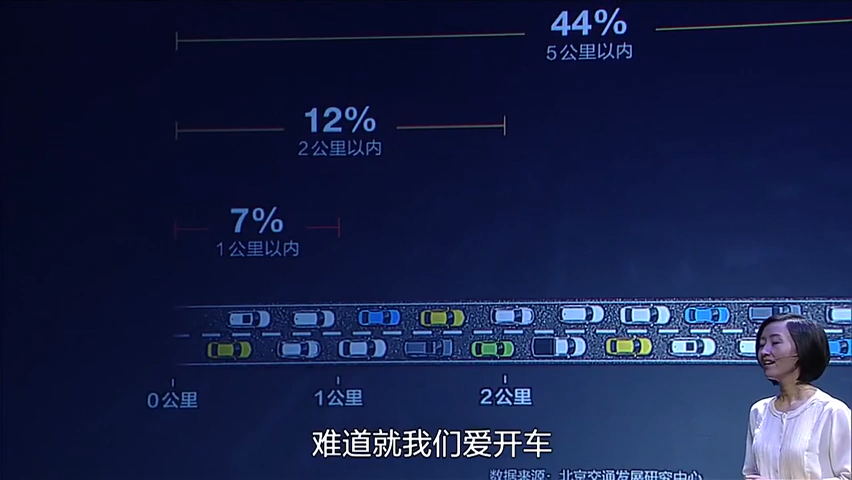 44%
5公里以内
12%
2公里以内
7%
1公里以内
0公里
1公里
2公里
难道就我们爱开车
数据来源：北京交通发展研究中心